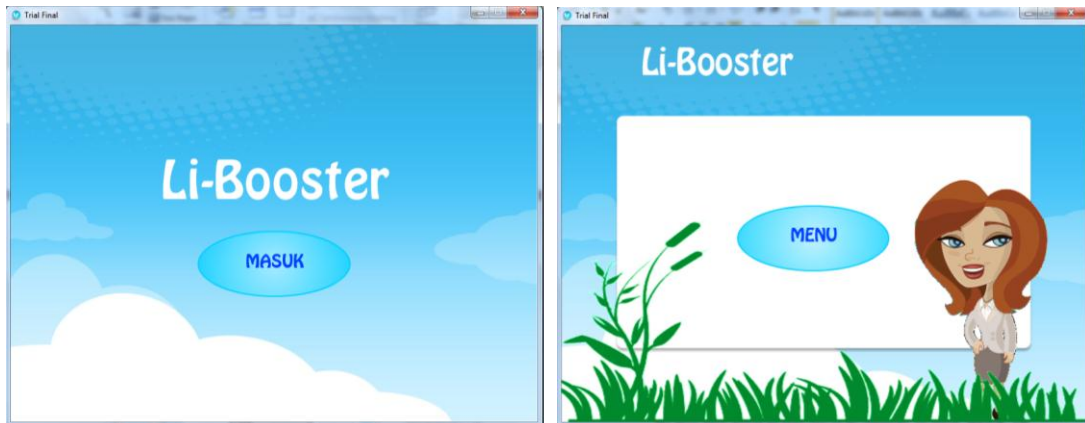 Trial Final
Li-Booster
MASUK
Trial Final
Li-Booster
MENU